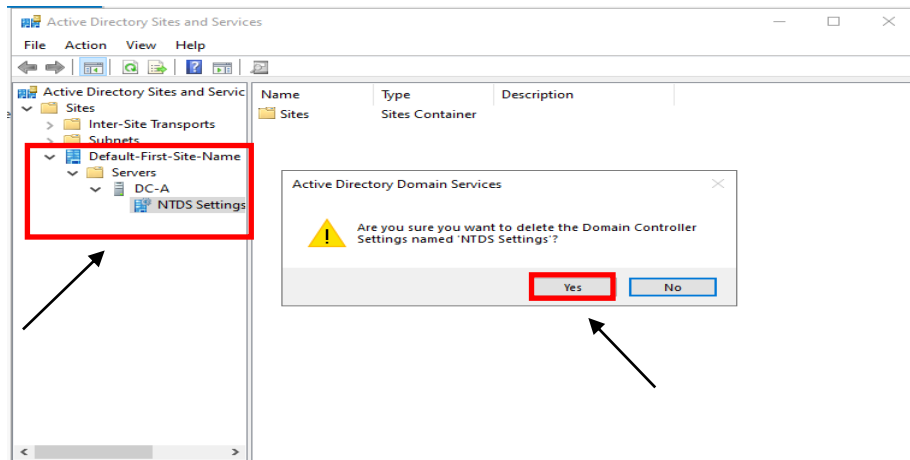 Active Directory Sites and Services
File Action View Help
Active Directory Sites and Servic
Sites
Inter-Site Transports
Subnets
Default-First-Site-Name
Servers
DC-A
NTDS Settings
Name Type Description
Sites Sites Container
Active Directory Domain Services
Are you sure you want to delete the Domain Controller
Settings named 'NTDS Settings'?
Yes No